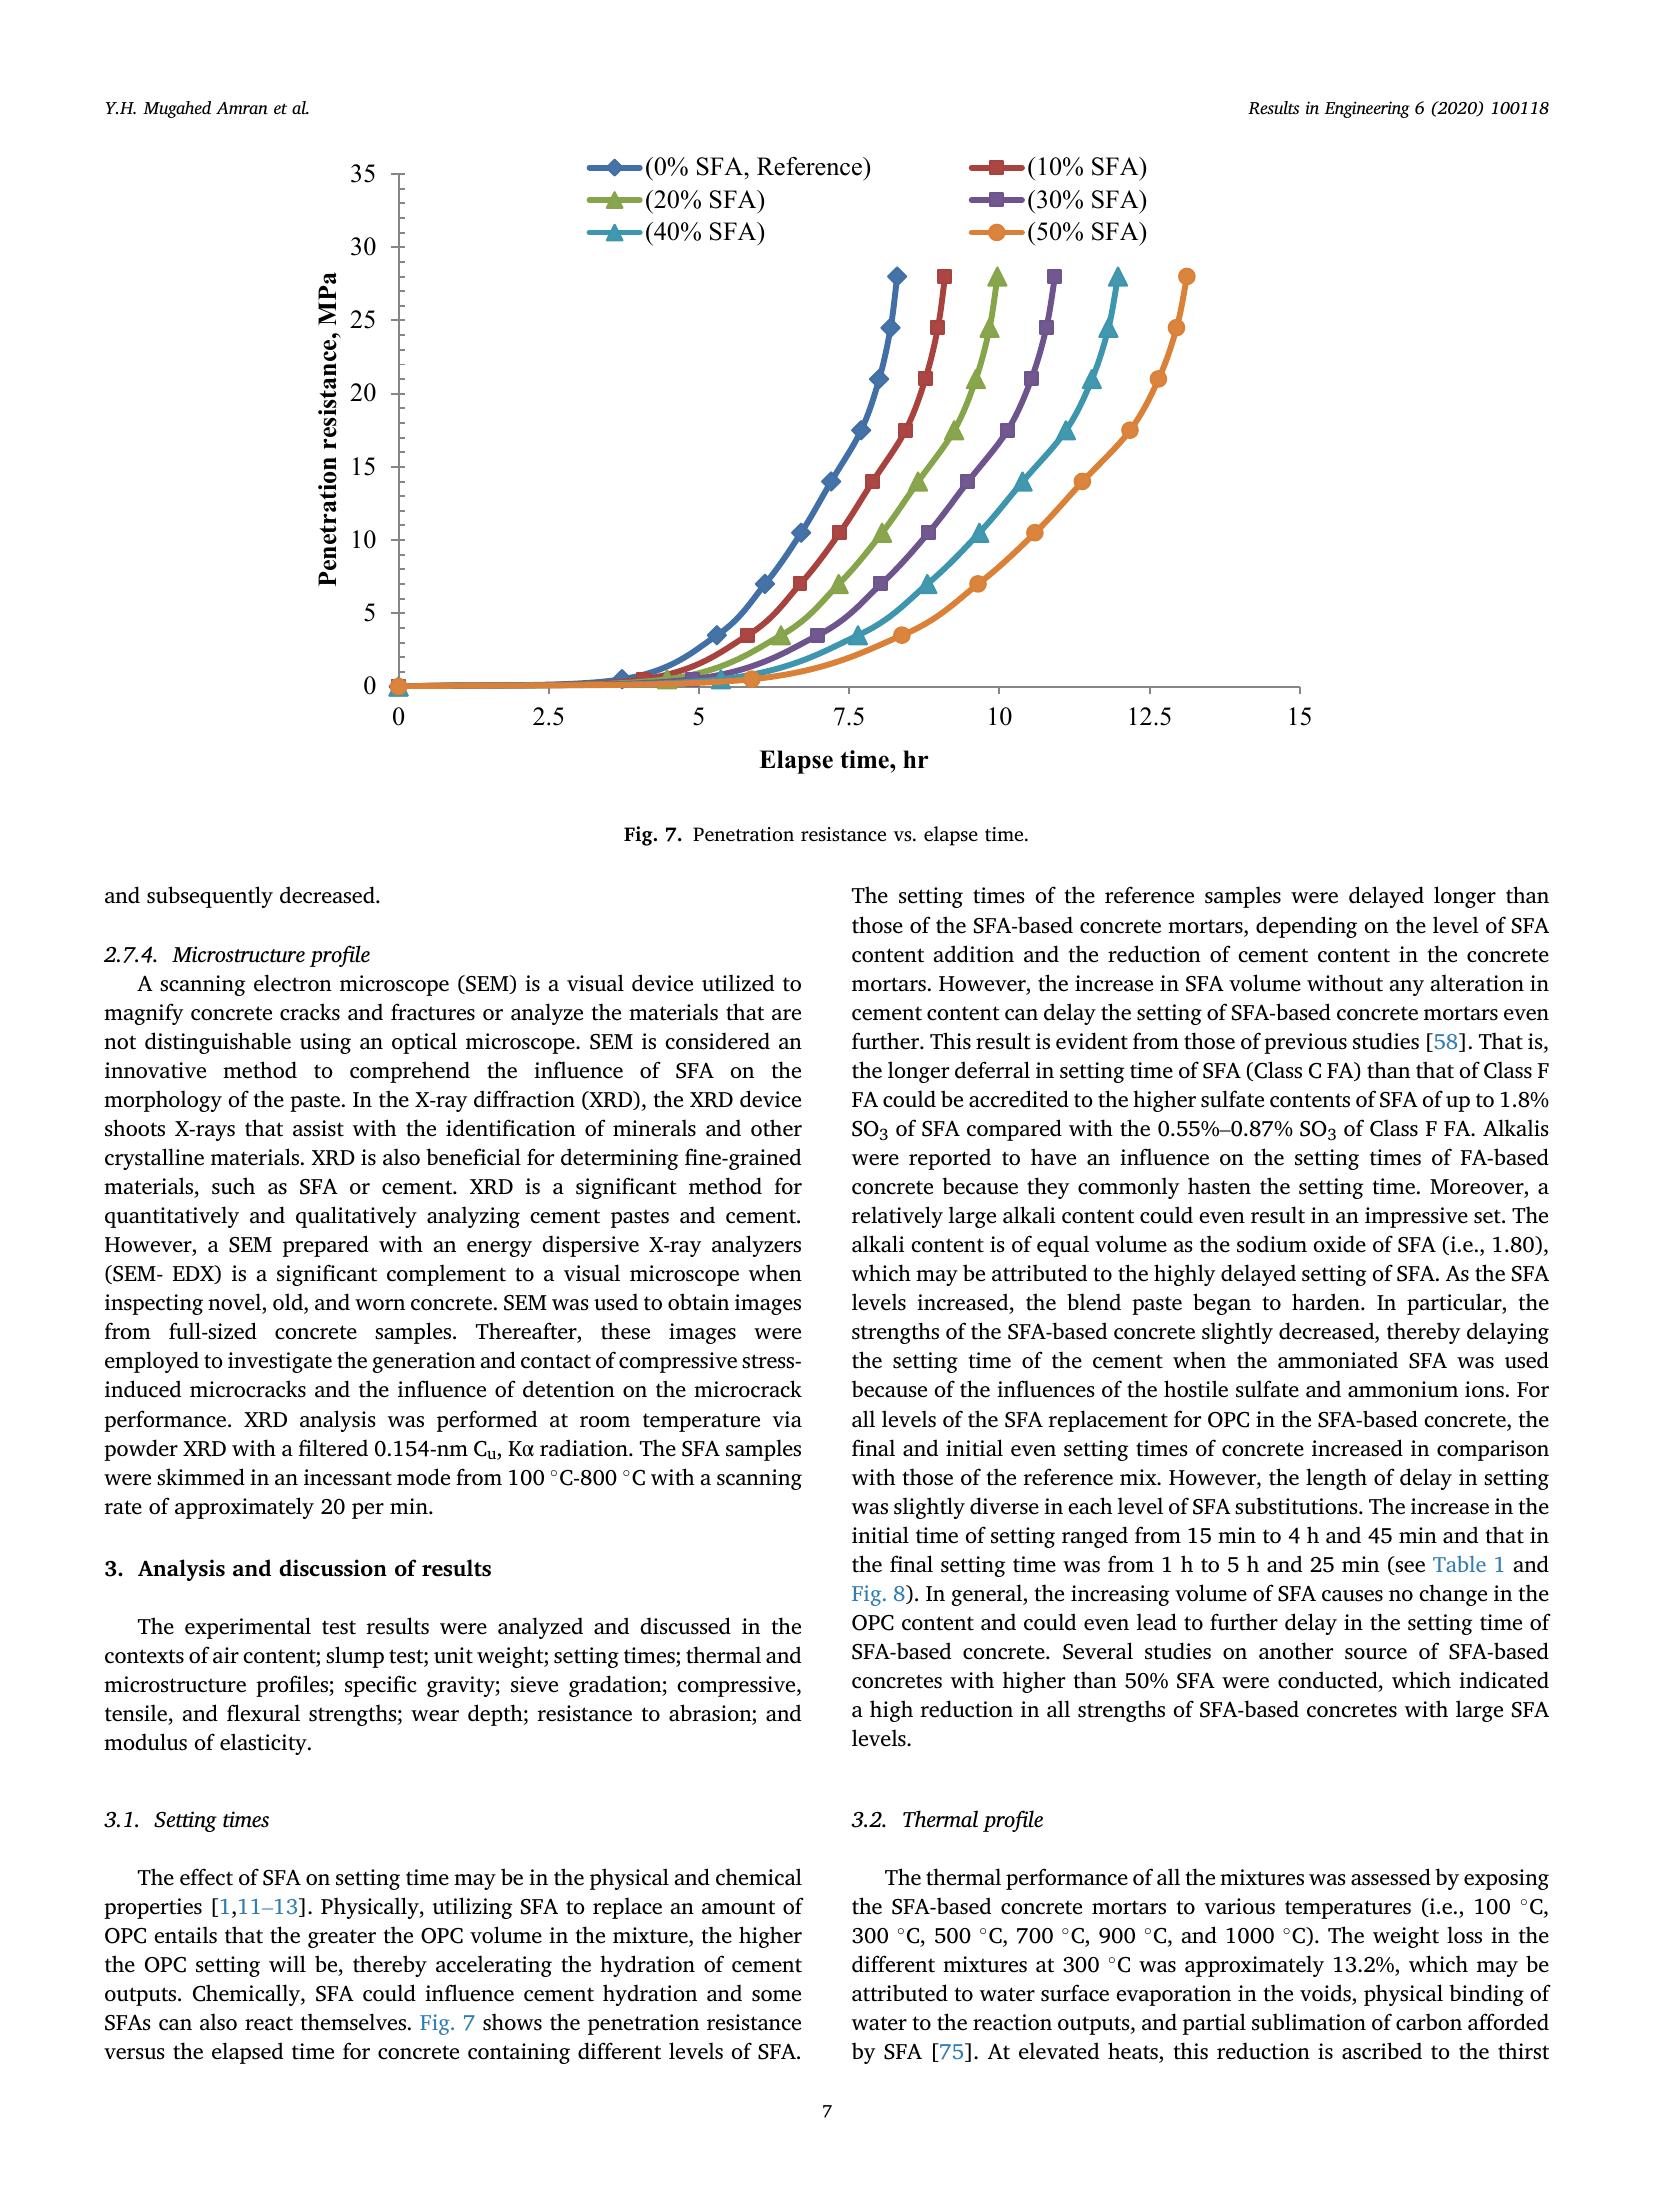 Y.H. Mugahed Amran et al.
Results in Engineering 6 (2020) 100118
(0% SFA, Reference)
(10% SFA)
(20% SFA)
(30% SFA)
(40% SFA)
(50% SFA)
35
30
25
20
15
10
5
0
Penetration resistance, MPa
0
2.5
5
7.5
10
12.5
15
Elapse time, hr
Fig. 7. Penetration resistance vs. elapse time.
and subsequently decreased.
2.7.4. Microstructure profile
A scanning electron microscope (SEM) is a visual device utilized to
magnify concrete cracks and fractures or analyze the materials that are
not distinguishable using an optical microscope. SEM is considered an
innovative method to comprehend the influence of SFA on the
morphology of the paste. In the X-ray diffraction (XRD), the XRD device
shoots X-rays that assist with the identification of minerals and other
crystalline materials. XRD is also beneficial for determining fine-grained
materials, such as SFA or cement. XRD is a significant method for
quantitatively and qualitatively analyzing cement pastes and cement.
However, a SEM prepared with an energy dispersive X-ray analyzers
(SEM- EDX) is a significant complement to a visual microscope when
inspecting novel, old, and worn concrete. SEM was used to obtain images
from full-sized concrete samples. Thereafter, these images were
employed to investigate the generation and contact of compressive stress-
induced microcracks and the influence of detention on the microcrack
performance. XRD analysis was performed at room temperature via
powder XRD with a filtered 0.154-nm Cu, Kα radiation. The SFA samples
were skimmed in an incessant mode from 100 °C-800 °C with a scanning
rate of approximately 20 per min.
3. Analysis and discussion of results
The experimental test results were analyzed and discussed in the
contexts of air content; slump test; unit weight; setting times; thermal and
microstructure profiles; specific gravity; sieve gradation; compressive,
tensile, and flexural strengths; wear depth; resistance to abrasion; and
modulus of elasticity.
3.1. Setting times
The effect of SFA on setting time may be in the physical and chemical
properties [1,11–13]. Physically, utilizing SFA to replace an amount of
OPC entails that the greater the OPC volume in the mixture, the higher
the OPC setting will be, thereby accelerating the hydration of cement
outputs. Chemically, SFA could influence cement hydration and some
SFAs can also react themselves. Fig. 7 shows the penetration resistance
versus the elapsed time for concrete containing different levels of SFA.
The setting times of the reference samples were delayed longer than
those of the SFA-based concrete mortars, depending on the level of SFA
content addition and the reduction of cement content in the concrete
mortars. However, the increase in SFA volume without any alteration in
cement content can delay the setting of SFA-based concrete mortars even
further. This result is evident from those of previous studies [58]. That is,
the longer deferral in setting time of SFA (Class C FA) than that of Class F
FA could be accredited to the higher sulfate contents of SFA of up to 1.8%
SO3 of SFA compared with the 0.55%–0.87% SO3 of Class F FA. Alkalis
were reported to have an influence on the setting times of FA-based
concrete because they commonly hasten the setting time. Moreover, a
relatively large alkali content could even result in an impressive set. The
alkali content is of equal volume as the sodium oxide of SFA (i.e., 1.80),
which may be attributed to the highly delayed setting of SFA. As the SFA
levels increased, the blend paste began to harden. In particular, the
strengths of the SFA-based concrete slightly decreased, thereby delaying
the setting time of the cement when the ammoniated SFA was used
because of the influences of the hostile sulfate and ammonium ions. For
all levels of the SFA replacement for OPC in the SFA-based concrete, the
final and initial even setting times of concrete increased in comparison
with those of the reference mix. However, the length of delay in setting
was slightly diverse in each level of SFA substitutions. The increase in the
initial time of setting ranged from 15 min to 4 h and 45 min and that in
the final setting time was from 1 h to 5 h and 25 min (see Table 1 and
Fig. 8). In general, the increasing volume of SFA causes no change in the
OPC content and could even lead to further delay in the setting time of
SFA-based concrete. Several studies on another source of SFA-based
concretes with higher than 50% SFA were conducted, which indicated
a high reduction in all strengths of SFA-based concretes with large SFA
levels.
3.2. Thermal profile
The thermal performance of all the mixtures was assessed by exposing
the SFA-based concrete mortars to various temperatures (i.e., 100 °C,
300 °C, 500 °C, 700 °C, 900 °C, and 1000 °C). The weight loss in the
different mixtures at 300 °C was approximately 13.2%, which may be
attributed to water surface evaporation in the voids, physical binding of
water to the reaction outputs, and partial sublimation of carbon afforded
by SFA [75]. At elevated heats, this reduction is ascribed to the thirst
7